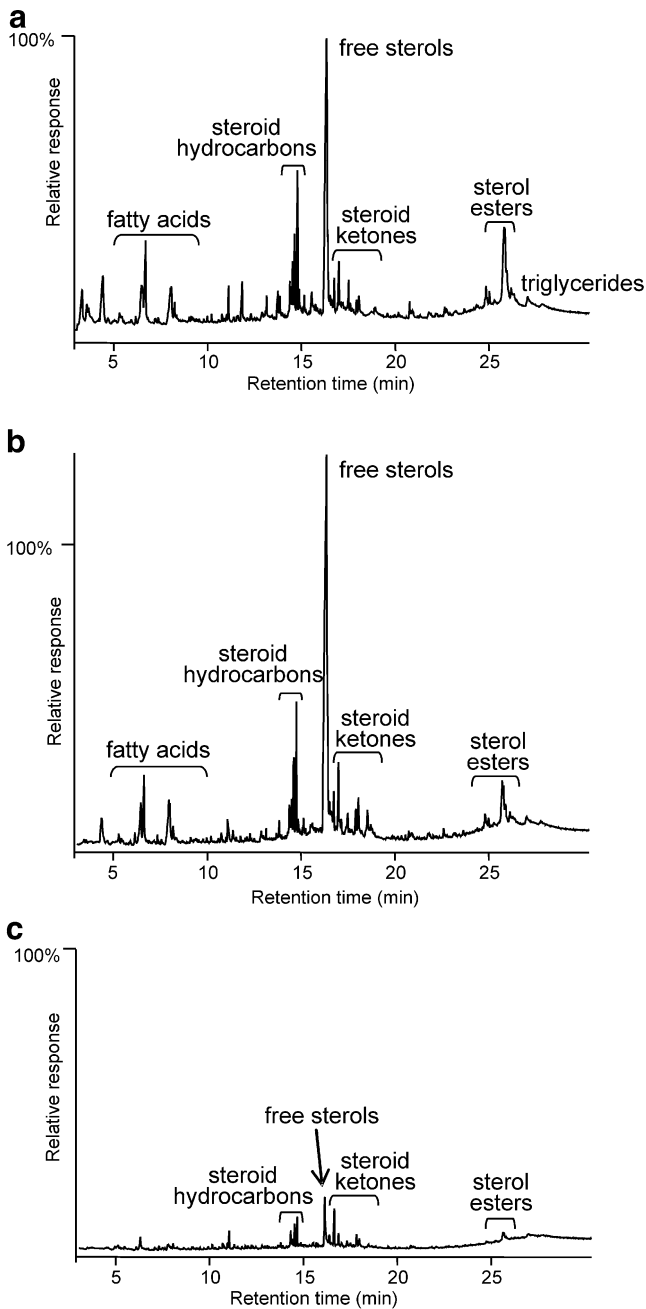 a
100%
free sterols
steroid
hydrocarbons
fatty acids
steroid
ketones
sterol
esters
triglycerides
Relative response
5 10 15 20 25
Retention time (min)
b
free sterols
100%
steroid
hydrocarbons
steroid
ketones
fatty acids
sterol
esters
Relative response
5 10 15 20 25
Retention time (min)
c
100%
free sterols
steroid
hydrocarbons
steroid
ketones
sterol
esters
Relative response
5 10 15 20 25
Retention time (min)